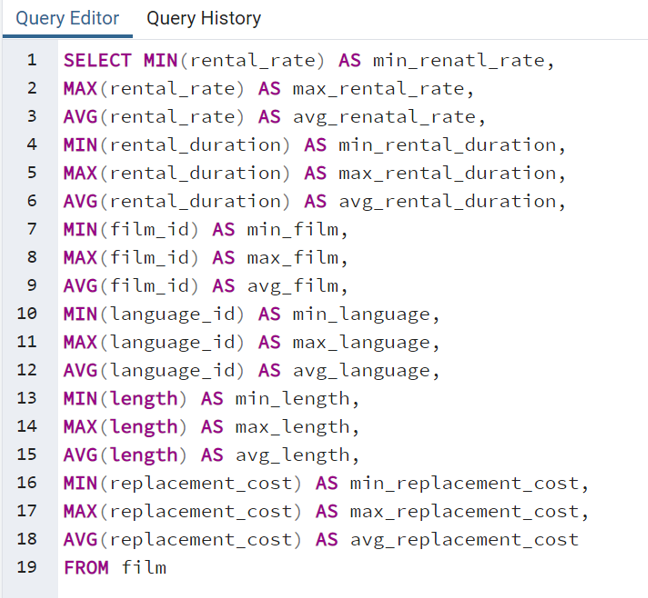 Query Editor Query History
1 SELECT MIN(rental_rate) AS min_renatl_rate,
2 MAX(rental_rate) AS max_rental_rate,
3 AVG(rental_rate) AS avg_renatal_rate,
4 MIN(rental_duration) AS min_rental_duration,
5 MAX(rental_duration) AS max_rental_duration,
6 AVG(rental_duration) AS avg_rental_duration,
7 MIN(film_id) AS min_film,
8 MAX(film_id) AS max_film,
9 AVG(film_id) AS avg_film,
10 MIN(language_id) AS min_language,
11 MAX(language_id) AS max_language,
12 AVG(language_id) AS avg_language,
13 MIN(length) AS min_length,
14 MAX(length) AS max_length,
15 AVG(length) AS avg_length,
16 MIN(replacement_cost) AS min_replacement_cost,
17 MAX(replacement_cost) AS max_replacement_cost,
18 AVG(replacement_cost) AS avg_replacement_cost
19 FROM film